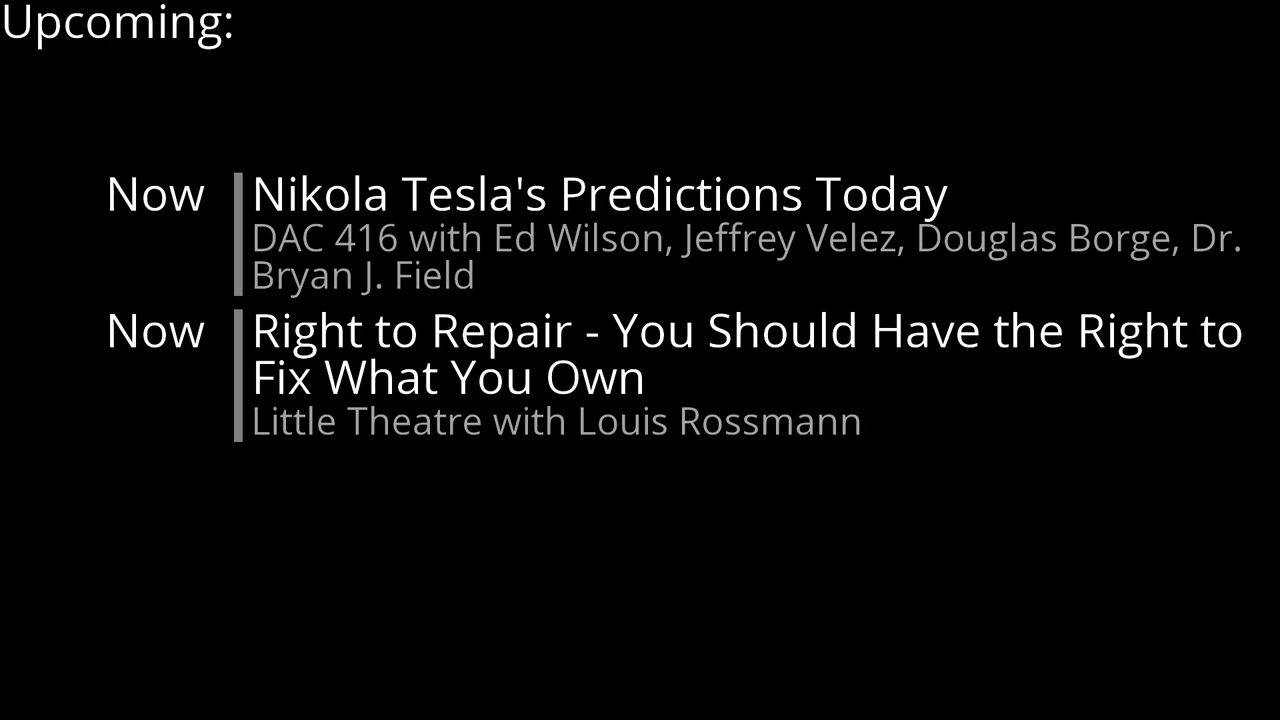 Upcoming:
Now
Nikola Tesla's Predictions Today
DAC 416 with Ed Wilson, Jeffrey Velez, Douglas Borge, Dr.
Bryan J. Field
Now
Right to Repair - You Should Have the Right to
Fix What You Own
Little Theatre with Louis Rossmann